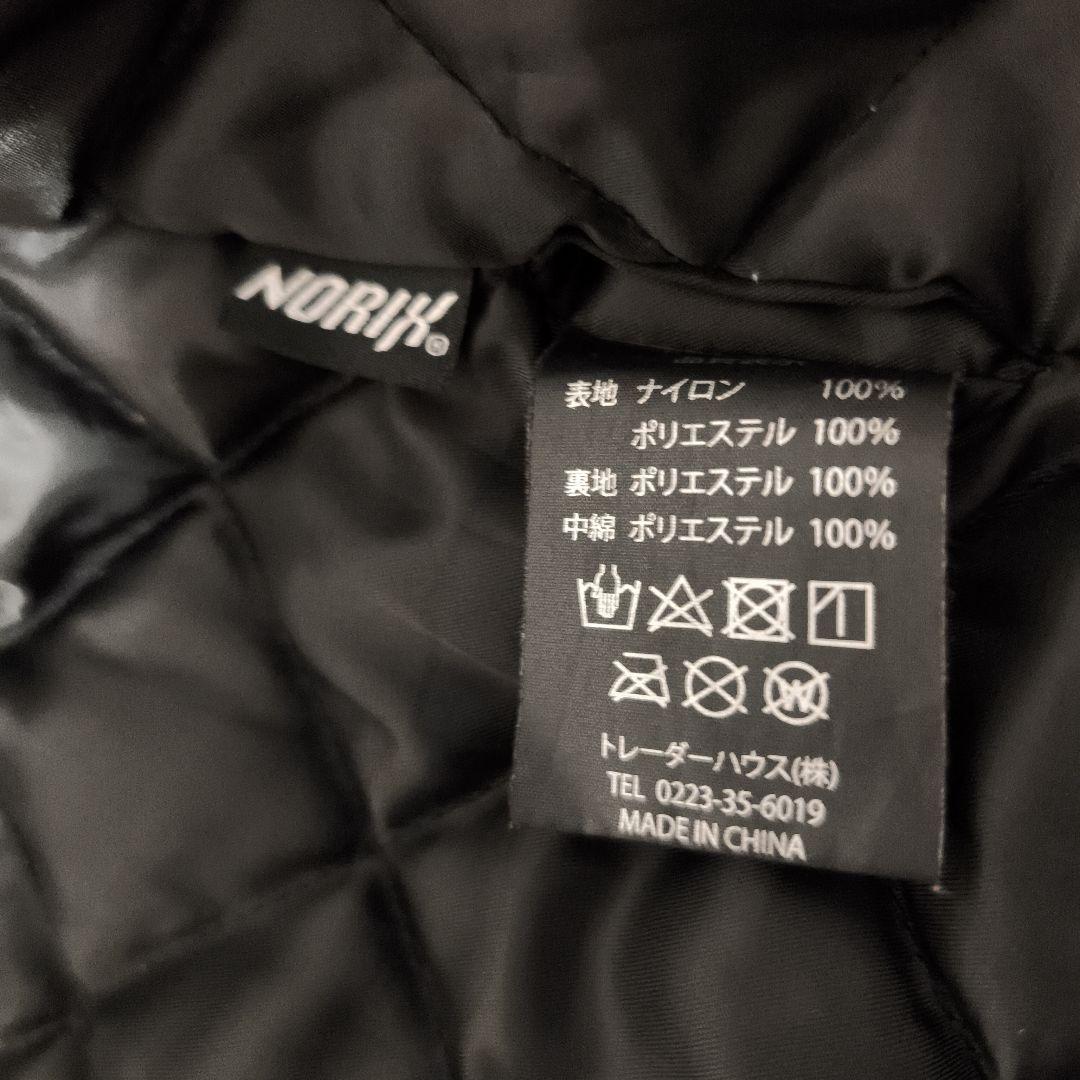 NORIX®
表地 ナイロン 100%
ポリエステル 100%
裏地 ポリエステル 100%
中綿 ポリエステル 100%
W
トレーダーハウス(株)
TEL 0223-35-6019
MADE IN CHINA